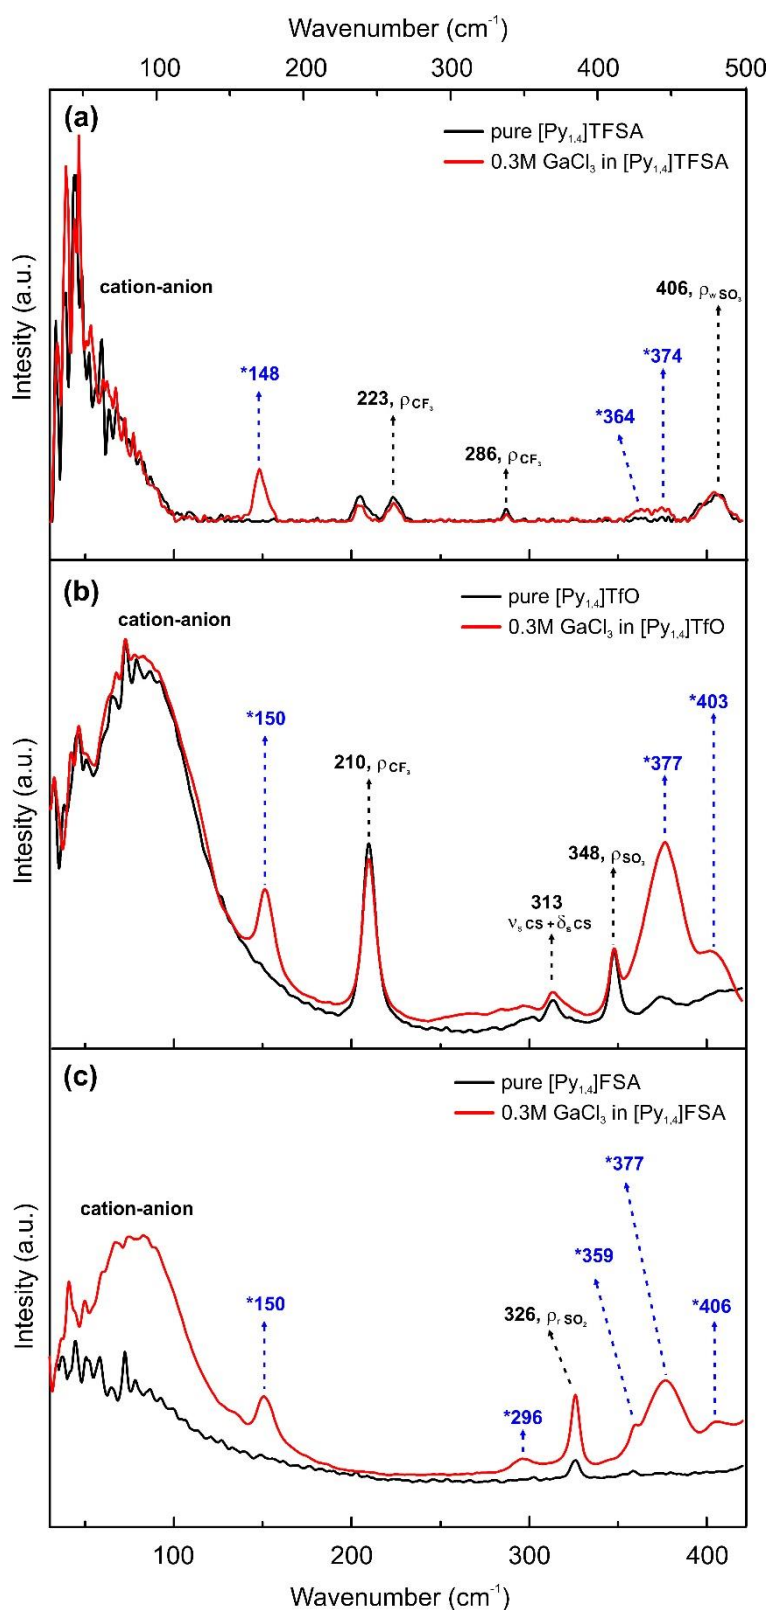 Wavenumber (cm⁻¹)
100 200 300 400 500
(a)
pure [Py₁,₄]TFSA
0.3M GaCl₃ in [Py₁,₄]TFSA
Intesity (a.u.)
cation-anion
*148
223, ρCF₃
286, ρCF₃
*364
*374
406, ρw SO₃
(b)
pure [Py₁,₄]TfO
0.3M GaCl₃ in [Py₁,₄]TfO
Intesity (a.u.)
cation-anion
*150
210, ρCF₃
313
νs CS + δs CS
348, ρSO₃
*377
*403
(c)
pure [Py₁,₄]FSA
0.3M GaCl₃ in [Py₁,₄]FSA
Intesity (a.u.)
cation-anion
*150
*296
326, ρr SO₂
*359
*377
*406
100 200 300 400
Wavenumber (cm⁻¹)